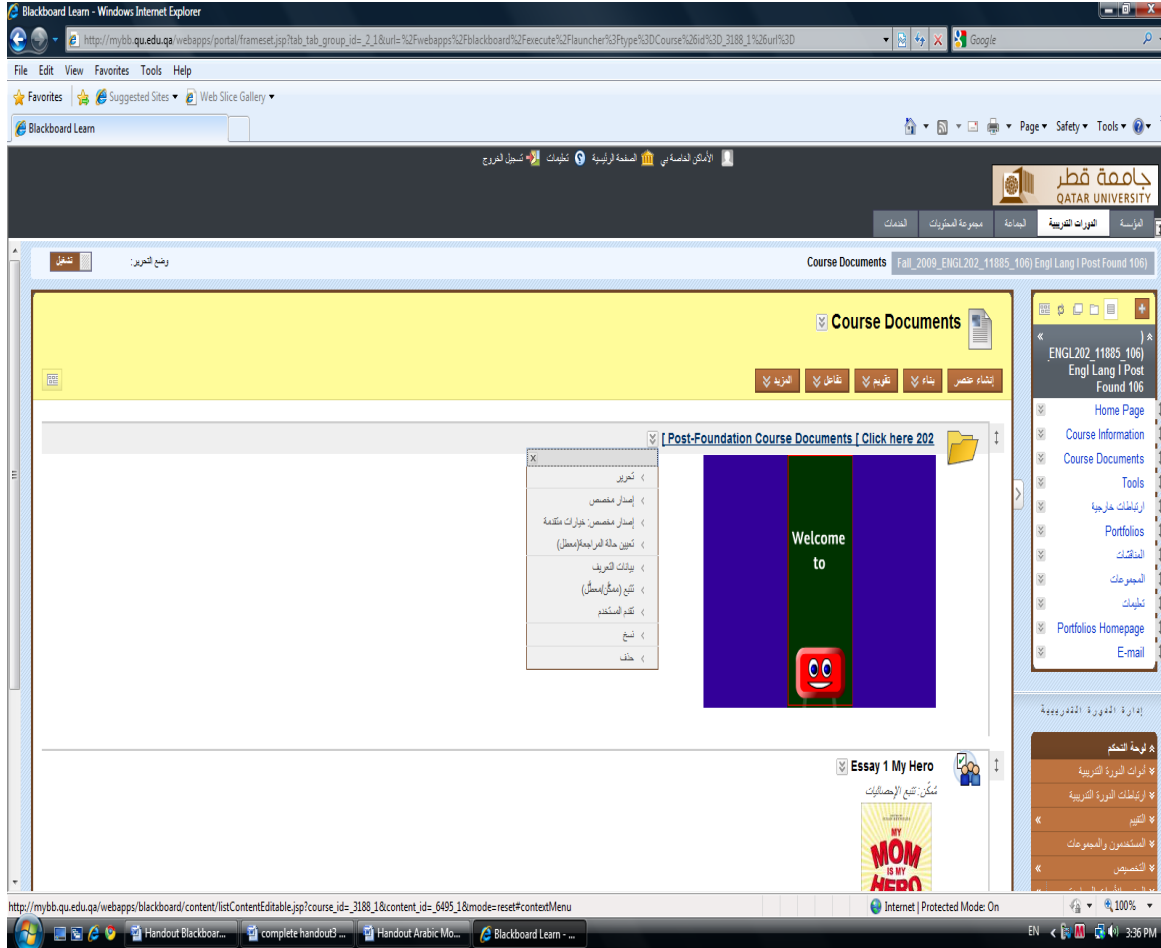 Blackboard Learn - Windows Internet Explorer
http://mybb.qu.edu.qa/webapps/portal/frameset.jsp?tab_tab_group_id=_2_1&url=%2Fwebapps%2Fblackboard%2Fexecute%2Flauncher%3Ftype%3DCourse%26id%3D_3188_1%26url%3D
Google
File Edit View Favorites Tools Help
Favorites Suggested Sites Web Slice Gallery
Blackboard Learn
Page Safety Tools
الأماكن الخاصة بي الصفحة الرئيسية تعليمات تسجيل الخروج
جامعة قطر
QATAR UNIVERSITY
المؤسسة الدورات التدريبية الجماعة مجموعة المحتويات الخدمات
Fall_2009_ENGL202_11885_106) Engl Lang I Post Found 106)
Course Documents
وضع التحرير:
تشغيل
Course Documents
إنشاء عنصر بناء تقويم تفاعل المزيد
[ Post-Foundation Course Documents [ Click here 202
x
تحرير
إصدار مخصص
إصدار مخصص: خيارات متقدمة
تعيين حالة المراجعة(معطل)
بيانات التعريف
تتبع (ممكَّن/معطَّل)
تقدم المستخدم
نسخ
حذف
Welcome
to
Essay 1 My Hero
مُمكَّن: تتبع الإحصائيات
MY
MOM
IS MY
HERO
) »
ENGL202_11885_106)
Engl Lang I Post
Found 106
Home Page
Course Information
Course Documents
Tools
ارتباطات خارجية
Portfolios
المناقشات
المجموعات
تعليمات
Portfolios Homepage
E-mail
إدارة الدورة التدريبية
لوحة التحكم
أدوات الدورة التدريبية
ارتباطات الدورة التدريبية
التقييم
المستخدمون والمجموعات
التخصيص
http://mybb.qu.edu.qa/webapps/blackboard/content/listContentEditable.jsp?course_id=_3188_1&content_id=_6495_1&mode=reset#contextMenu
Internet | Protected Mode: On
100%
Handout Blackboar...
complete handout3 ...
Handout Arabic Mo...
Blackboard Learn - ...
EN
3:36 PM